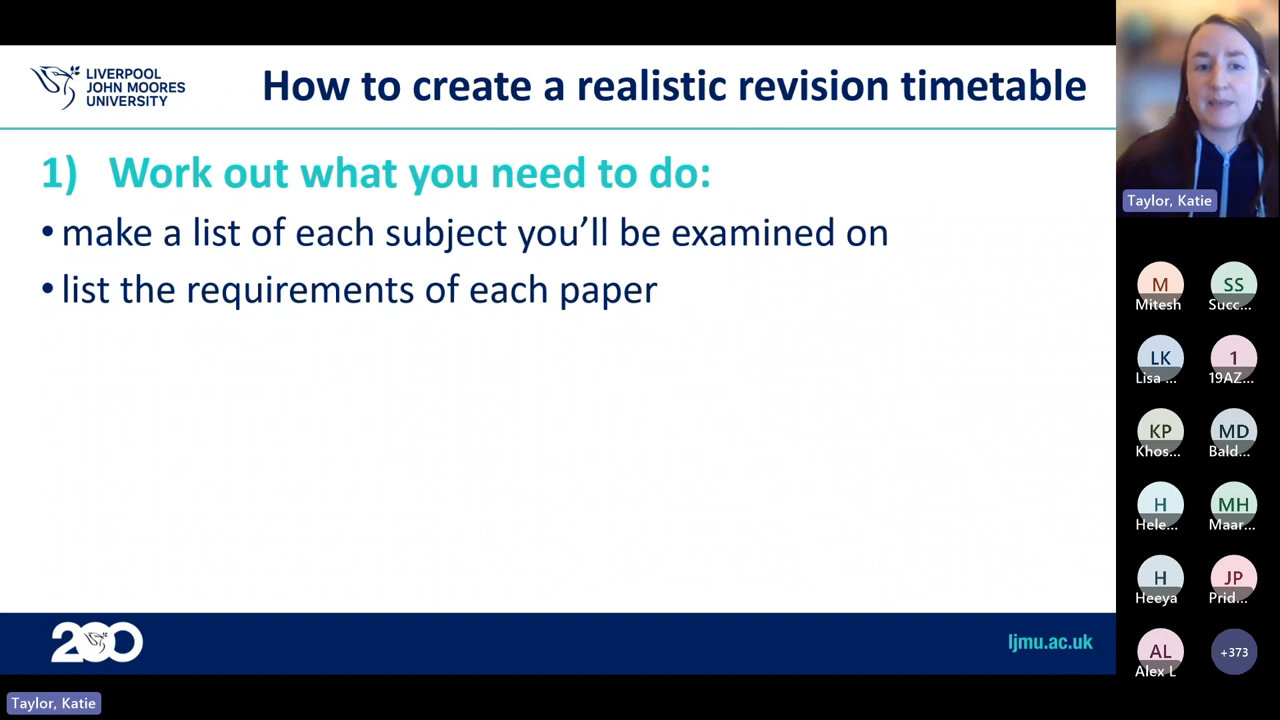 LIVERPOOL
JOHN MOORES
UNIVERSITY
How to create a realistic revision timetable
1) Work out what you need to do:
• make a list of each subject you’ll be examined on
• list the requirements of each paper
200
ljmu.ac.uk
Taylor, Katie
Taylor, Katie
M
Mitesh
SS
Succ...
LK
Lisa ...
1
19AZ...
KP
Khos...
MD
Bald...
H
Hele...
MH
Maar...
H
Heeya
JP
Prid...
AL
Alex L
+373